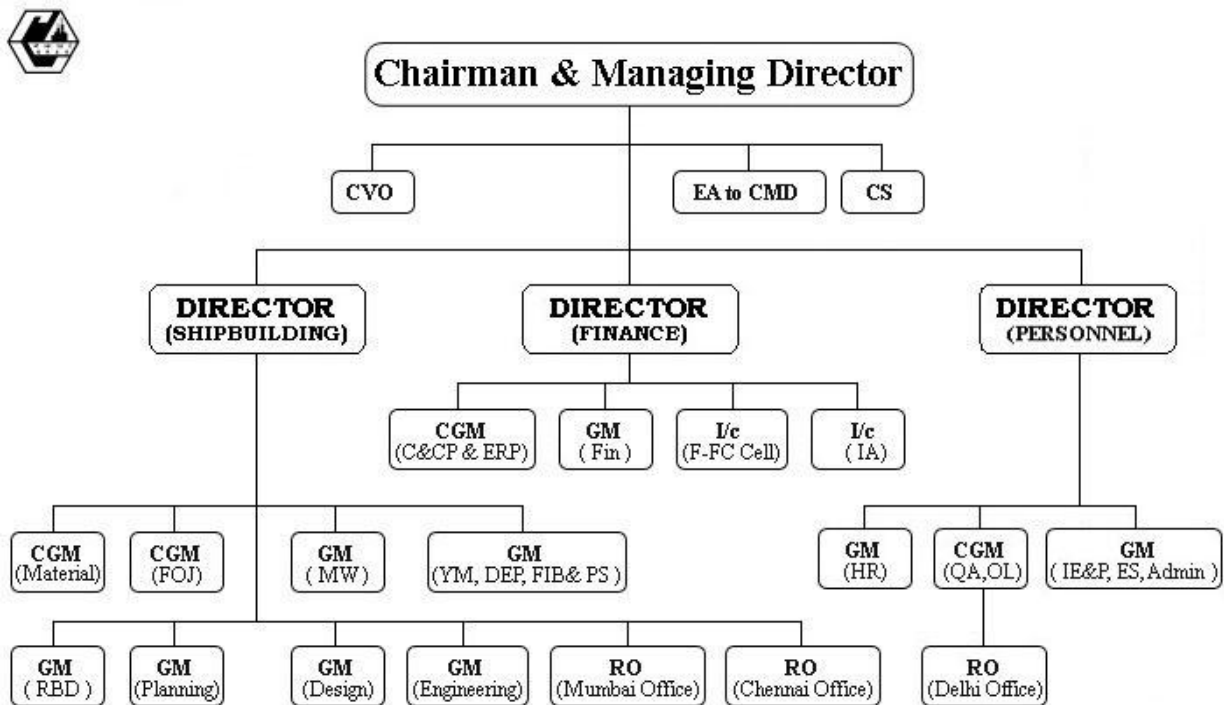 Chairman & Managing Director
CVO
EA to CMD
CS
DIRECTOR
(SHIPBUILDING)
DIRECTOR
(FINANCE)
DIRECTOR
(PERSONNEL)
CGM
(C&CP & ERP)
GM
( Fin )
I/c
(F-FC Cell)
I/c
( IA)
CGM
(Material)
CGM
(FOJ)
GM
( MW)
GM
(YM, DEP, FIB& PS )
GM
(HR)
CGM
(QA,OL)
GM
( IE&P, ES, Admin )
GM
( RBD )
GM
(Planning)
GM
(Design)
GM
(Engineering)
RO
(Mumbai Office)
RO
(Chennai Office)
RO
(Delhi Office)